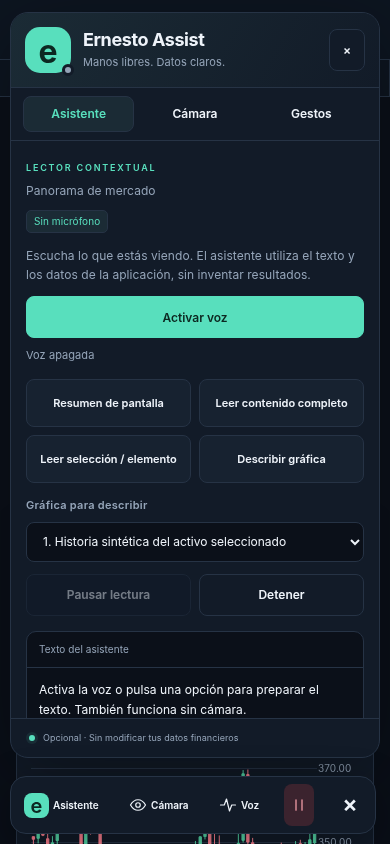 e
Ernesto Assist
Manos libres. Datos claros.
×
Asistente
Cámara
Gestos
LECTOR CONTEXTUAL
Panorama de mercado
Sin micrófono
Escucha lo que estás viendo. El asistente utiliza el texto y
los datos de la aplicación, sin inventar resultados.
Activar voz
Voz apagada
Resumen de pantalla
Leer contenido completo
Leer selección / elemento
Describir gráfica
Gráfica para describir
1. Historia sintética del activo seleccionado
Pausar lectura
Detener
Texto del asistente
Activa la voz o pulsa una opción para preparar el
texto. También funciona sin cámara.
Opcional · Sin modificar tus datos financieros
370.00
e Asistente
Cámara
Voz
×
350.00